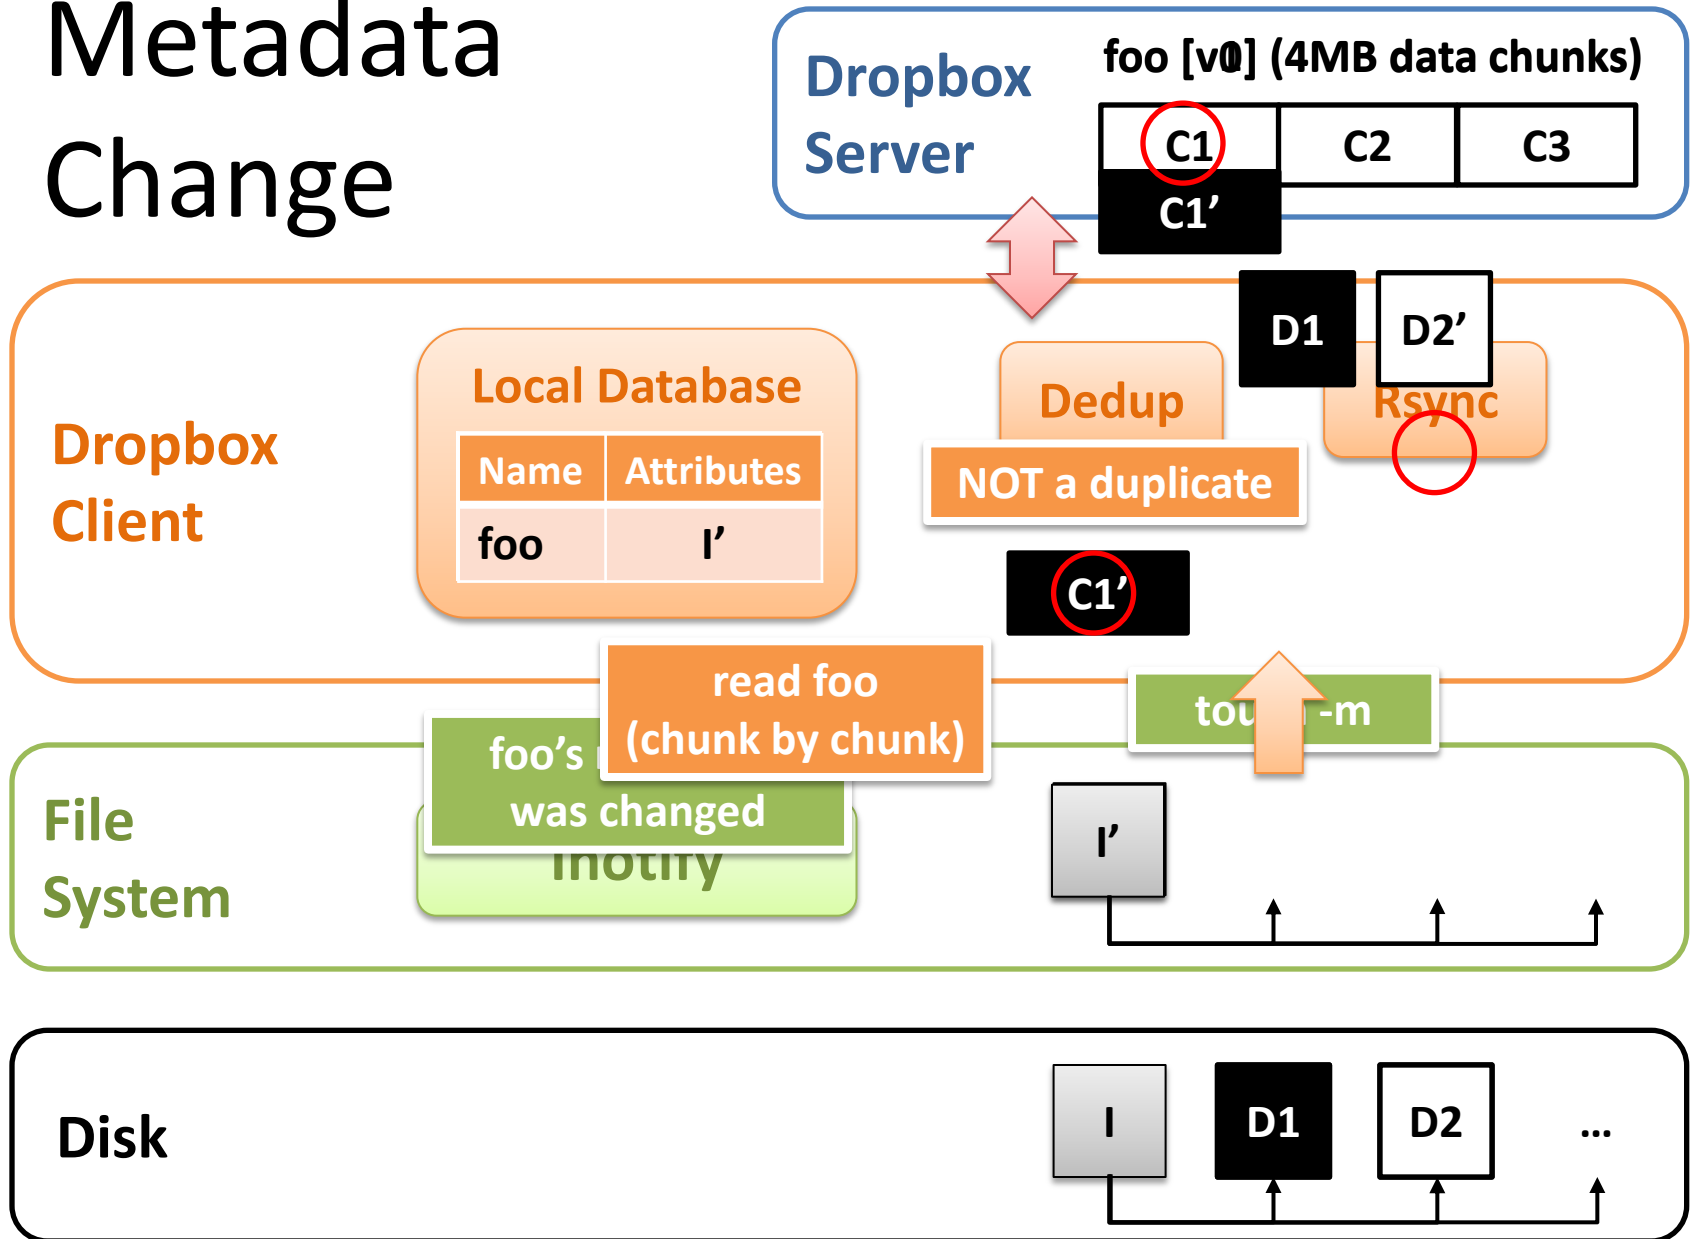 Metadata
Change
Dropbox
Server
foo [v] (4MB data chunks)
C1
C2
C3
C1’
D1
D2’
Local Database
Name
Attributes
foo
I’
Dedup
Rsync
NOT a duplicate
Dropbox
Client
C1’
read foo
(chunk by chunk)
-m
foo’s
was changed
Inotify
File
System
I’
Disk
I
D1
D2
...